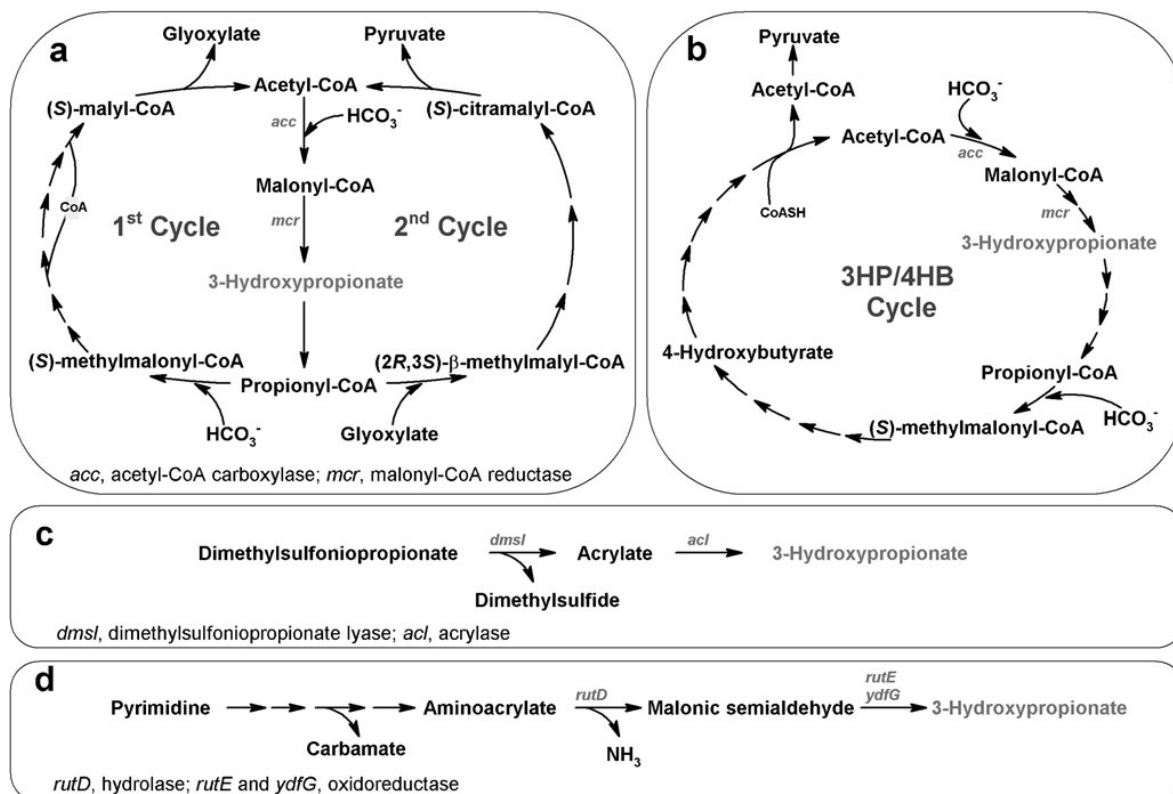 a
Glyoxylate
Pyruvate
Acetyl-CoA
(S)-malyl-CoA
acc
HCO3-
(S)-citramalyl-CoA
Malonyl-CoA
CoA
1st Cycle
mcr
2nd Cycle
3-Hydroxypropionate
(S)-methylmalonyl-CoA
(2R,3S)-β-methylmalyl-CoA
Propionyl-CoA
HCO3-
Glyoxylate
acc, acetyl-CoA carboxylase; mcr, malonyl-CoA reductase
b
Pyruvate
Acetyl-CoA
HCO3-
Acetyl-CoA
acc
Malonyl-CoA
CoASH
mcr
3-Hydroxypropionate
3HP/4HB
Cycle
4-Hydroxybutyrate
Propionyl-CoA
HCO3-
(S)-methylmalonyl-CoA
c
Dimethylsulfoniopropionate
dmsl
Acrylate
acl
3-Hydroxypropionate
Dimethylsulfide
dmsl, dimethylsulfoniopropionate lyase; acl, acrylase
d
Pyrimidine
Aminoacrylate
rutD
Malonic semialdehyde
rutE
ydfG
3-Hydroxypropionate
Carbamate
NH3
rutD, hydrolase; rutE and ydfG, oxidoreductase